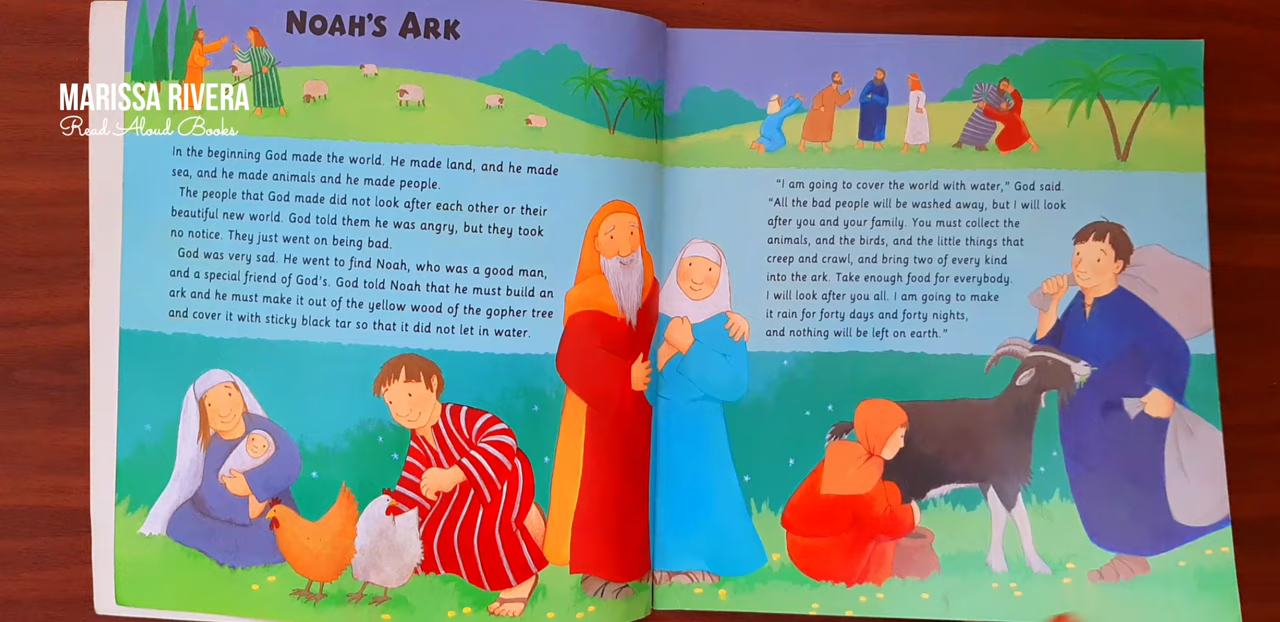 NOAH'S ARK
MARISSA RIVERA
Read Aloud Books
In the beginning God made the world. He made land, and he made
sea, and he made animals and he made people.
The people that God made did not look after each other or their
beautiful new world. God told them he was angry, but they took
no notice. They just went on being bad.
God was very sad. He went to find Noah, who was a good man,
and a special friend of God's. God told Noah that he must build an
ark and he must make it out of the yellow wood of the gopher tree
and cover it with sticky black tar so that it did not let in water.
"I am going to cover the world with water," God said.
"All the bad people will be washed away, but I will look
after you and your family. You must collect the
animals, and the birds, and the little things that
creep and crawl, and bring two of every kind
into the ark. Take enough food for everybody.
I will look after you all. I am going to make
it rain for forty days and forty nights,
and nothing will be left on earth."